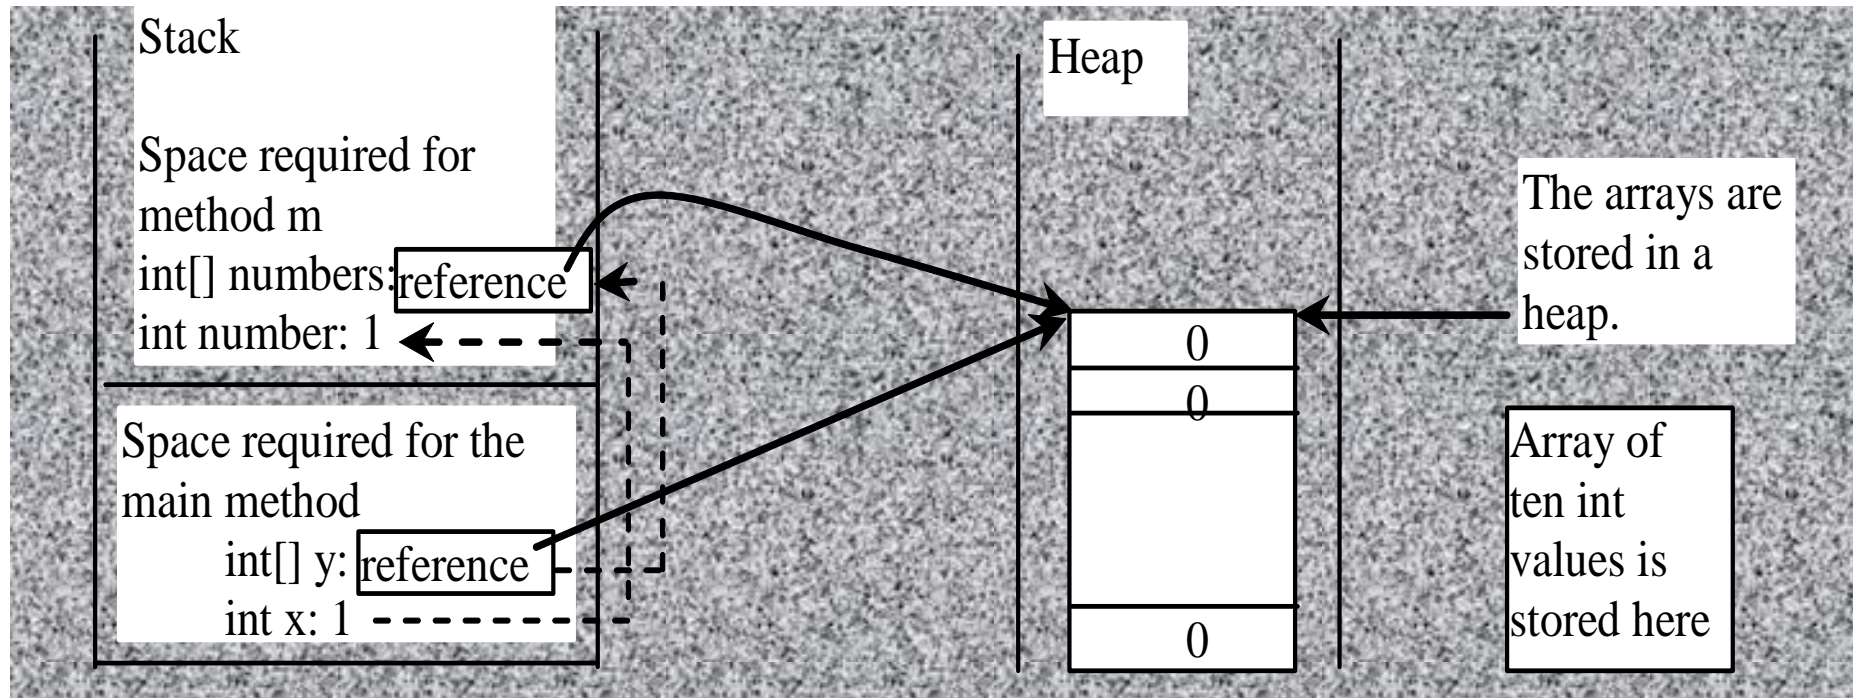 Stack
Space required for
method m
int[] numbers: reference
int number: 1
Space required for the
main method
int[] y: reference
int x: 1
Heap
0
0
0
The arrays are
stored in a
heap.
Array of
ten int
values is
stored here